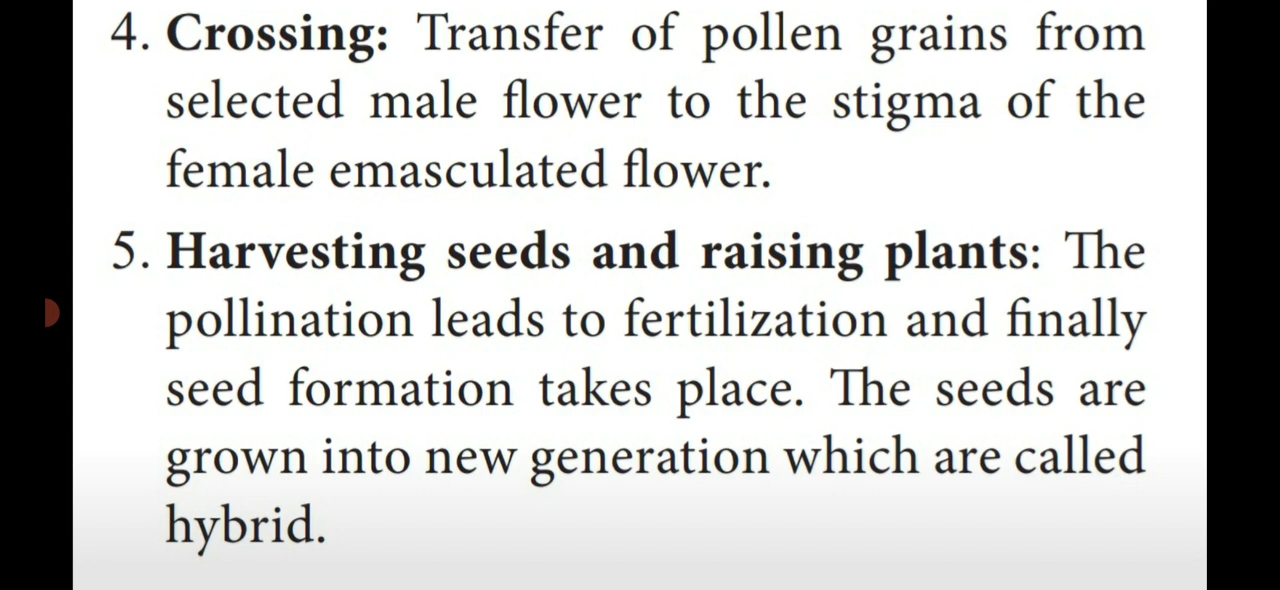 4. Crossing: Transfer of pollen grains from
selected male flower to the stigma of the
female emasculated flower.
5. Harvesting seeds and raising plants: The
pollination leads to fertilization and finally
seed formation takes place. The seeds are
grown into new generation which are called
hybrid.